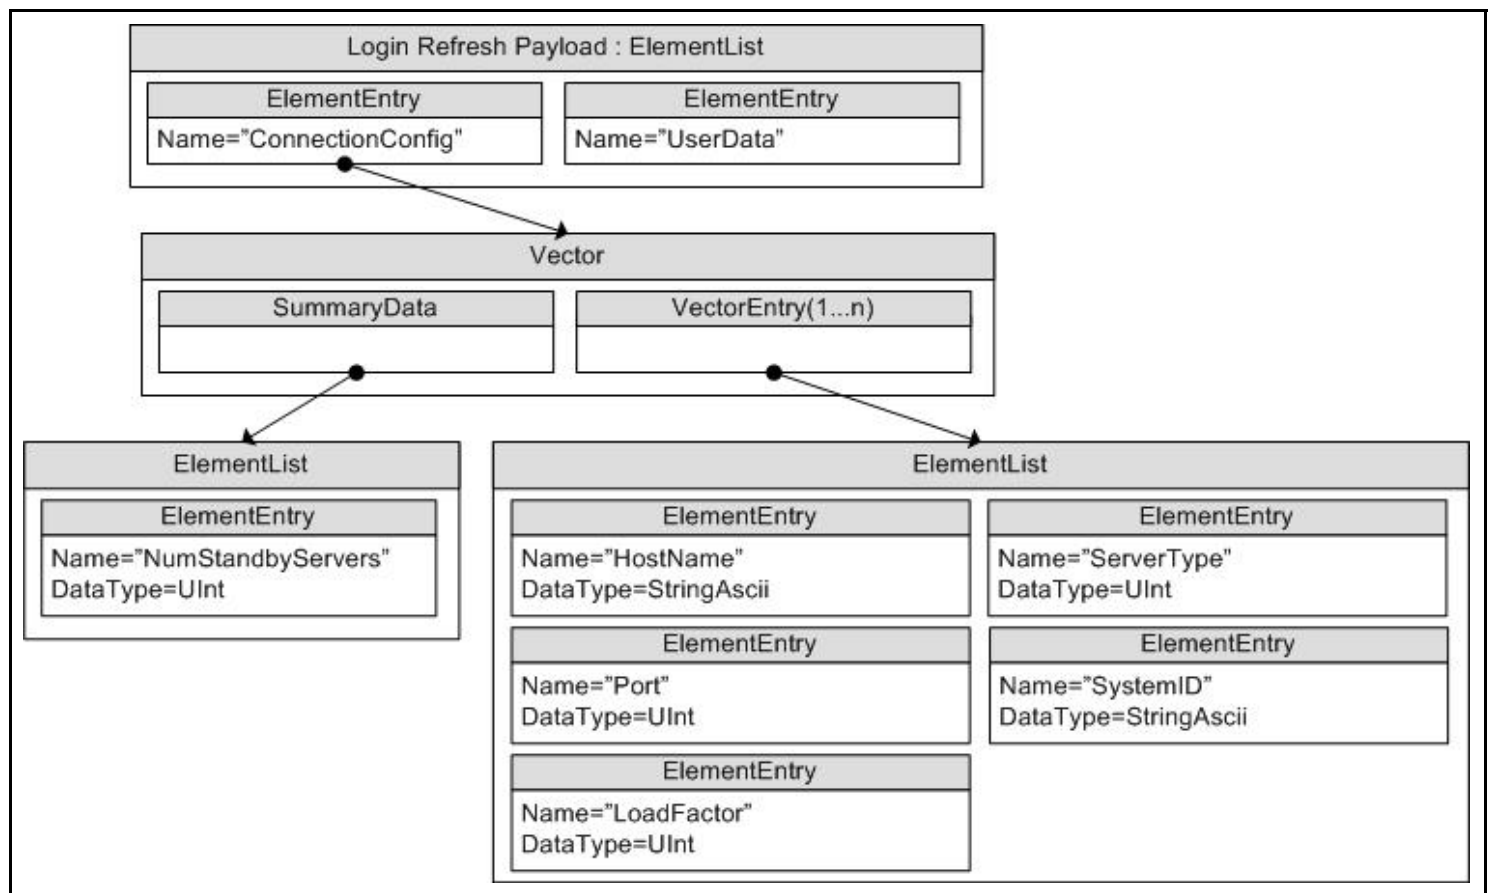 Login Refresh Payload : ElementList
ElementEntry
Name=”ConnectionConfig”
ElementEntry
Name=”UserData”
Vector
SummaryData
VectorEntry(1...n)
ElementList
ElementEntry
Name=”NumStandbyServers”
DataType=UInt
ElementList
ElementEntry
Name=”HostName”
DataType=StringAscii
ElementEntry
Name=”ServerType”
DataType=UInt
ElementEntry
Name=”Port”
DataType=UInt
ElementEntry
Name=”SystemID”
DataType=StringAscii
ElementEntry
Name=”LoadFactor”
DataType=UInt